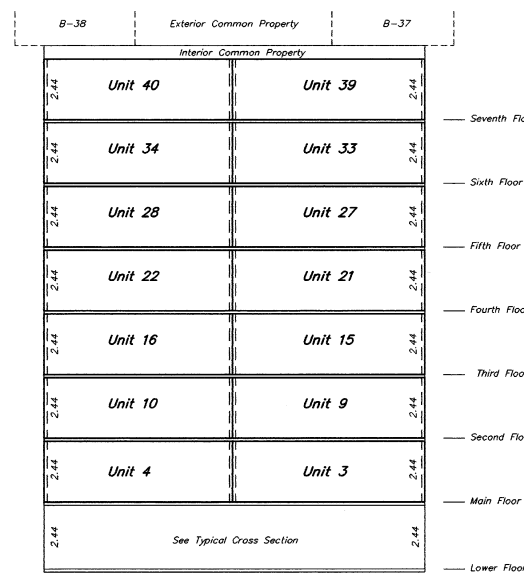 B-38 Exterior Common Property B-37
Interior Common Property
2.44 Unit 40 Unit 39 2.44
Seventh Flo
2.44 Unit 34 Unit 33 2.44
Sixth Floor
2.44 Unit 28 Unit 27 2.44
Fifth Floor
2.44 Unit 22 Unit 21 2.44
Fourth Floo
2.44 Unit 16 Unit 15 2.44
Third Floo
2.44 Unit 10 Unit 9 2.44
Second Flo
2.44 Unit 4 Unit 3 2.44
Main Floor
2.44 See Typical Cross Section 2.44
Lower Floor